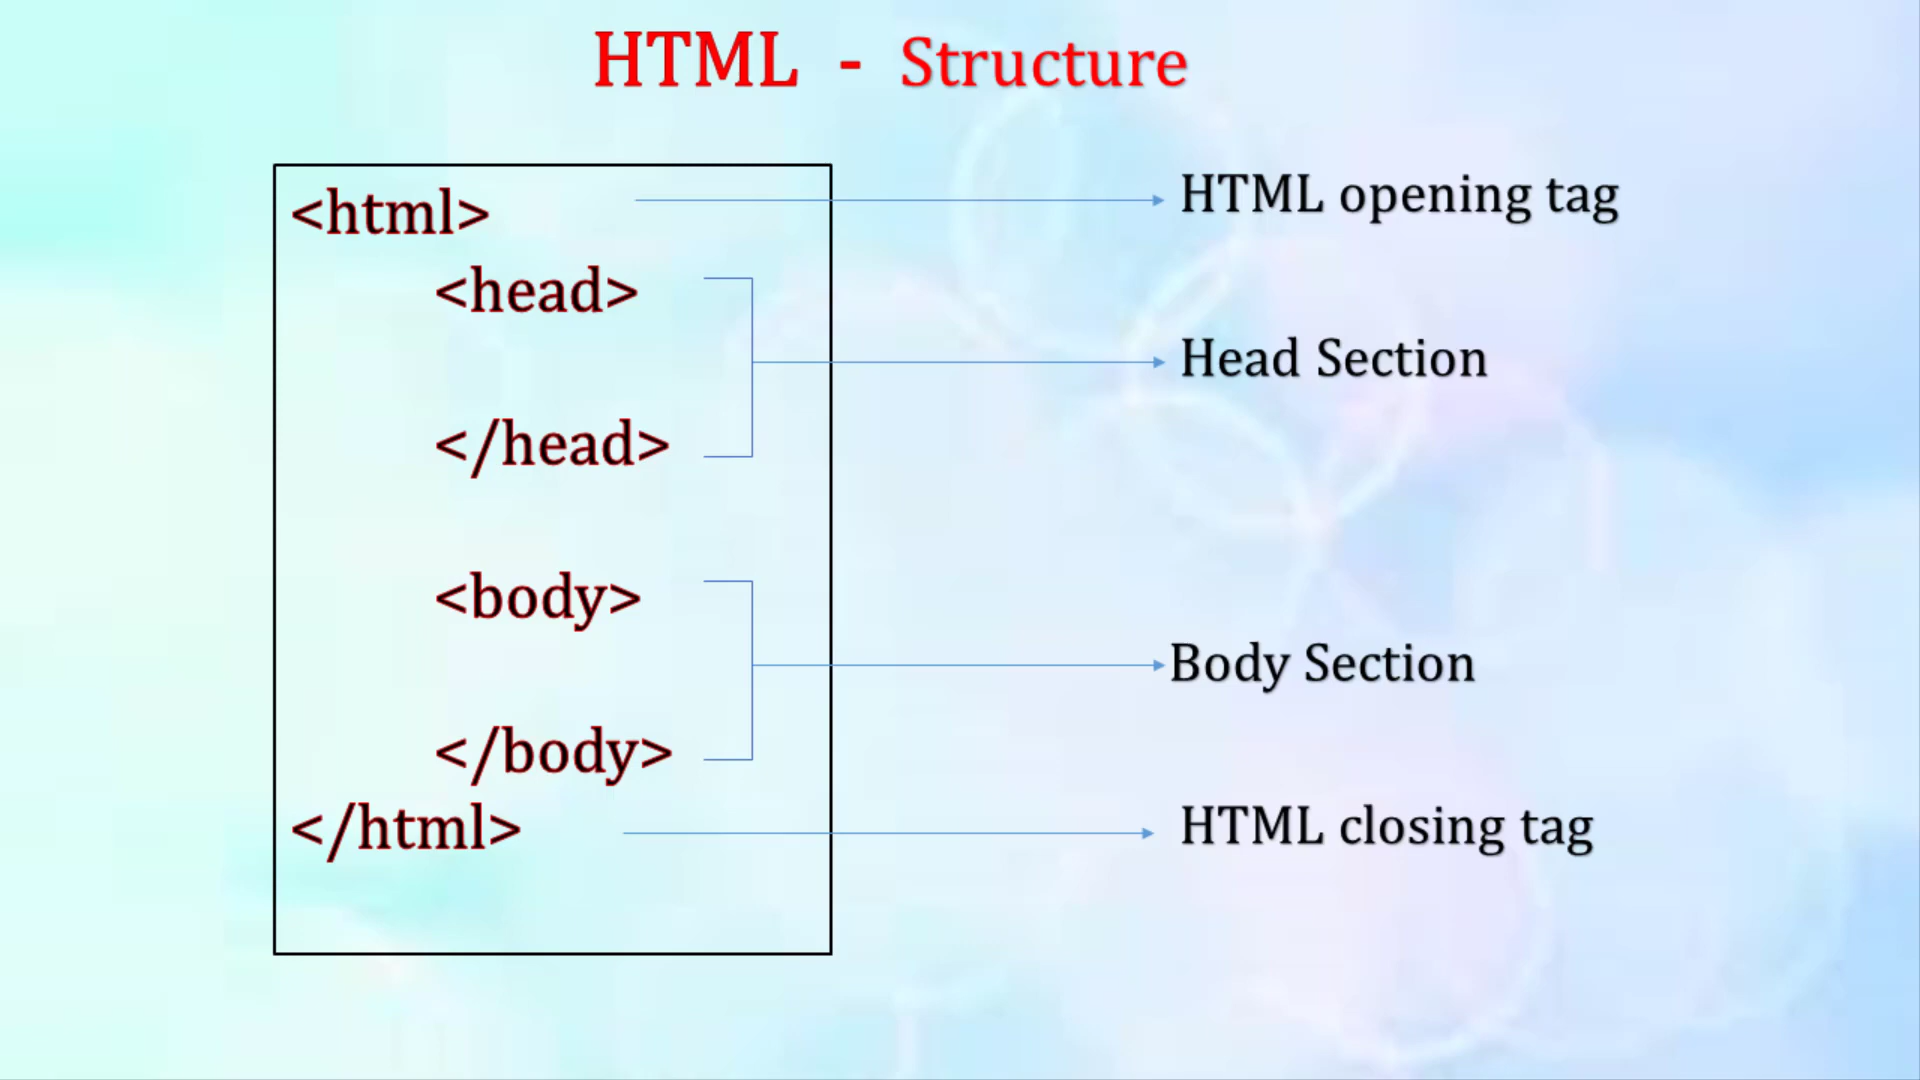 HTML - Structure
<html>
HTML opening tag
<head>
Head Section
</head>
<body>
Body Section
</body>
</html>
HTML closing tag